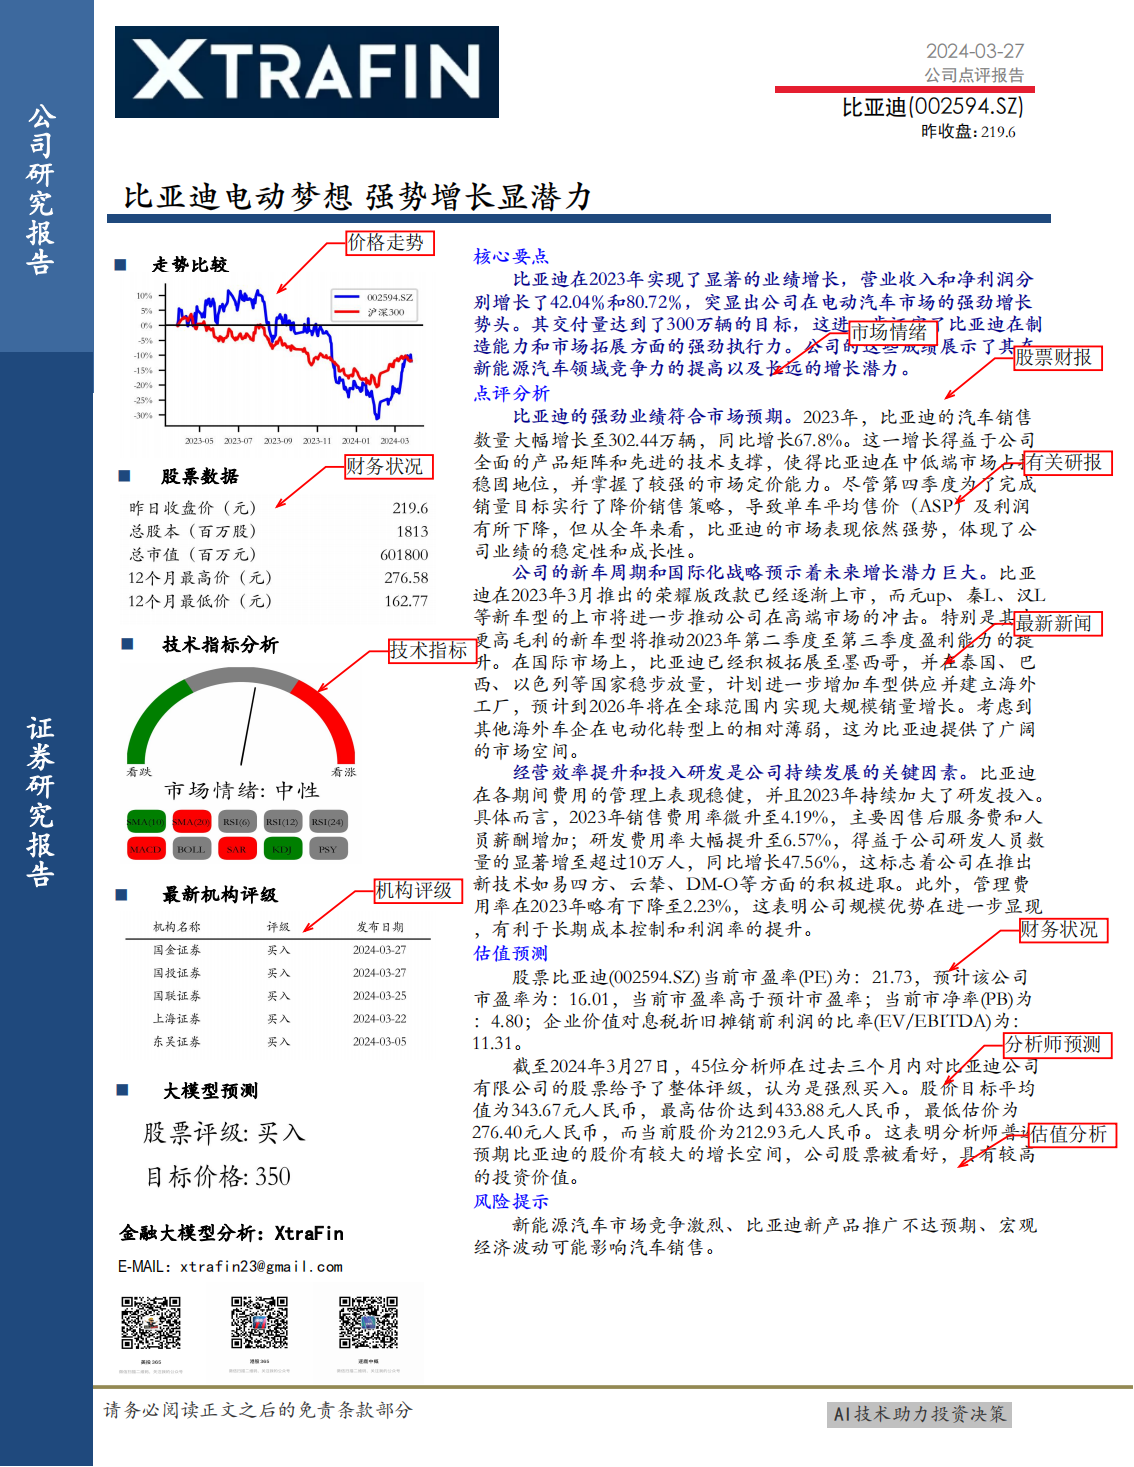 公司研究报告
证券研究报告
XTRAFIN
2024-03-27
公司点评报告
比亚迪(002594.SZ)
昨收盘: 219.6
比亚迪电动梦想 强势增长显潜力
价格走势
走势比较
002594.SZ
沪深300
10%
5%
0%
-5%
-10%
-15%
-20%
-25%
-30%
2023-05 2023-07 2023-09 2023-11 2024-01 2024-03
财务状况
股票数据
昨日收盘价（元） 219.6
总股本（百万股） 1813
总市值（百万元） 601800
12个月最高价（元） 276.58
12个月最低价（元） 162.77
技术指标分析
技术指标
看跌 看涨
市场情绪: 中性
SMA(10) SMA(20) RSI(6) RSI(12) RSI(24)
MACD BOLL SAR KDJ PSY
最新机构评级
机构评级
机构名称 评级 发布日期
国金证券 买入 2024-03-27
国投证券 买入 2024-03-27
国联证券 买入 2024-03-25
上海证券 买入 2024-03-22
东吴证券 买入 2024-03-05
大模型预测
股票评级: 买入
目标价格: 350
金融大模型分析: XtraFin
E-MAIL: xtrafin23@gmail.com
美投365
港股365
速题中概
核心要点
比亚迪在2023年实现了显著的业绩增长，营业收入和净利润分
别增长了42.04%和80.72%，突显出公司在电动汽车市场的强劲增长
势头。其交付量达到了300万辆的目标，这进一步证实了比亚迪在制
造能力和市场拓展方面的强劲执行力。公司的这些成绩展示了其在
新能源汽车领域竞争力的提高以及长远的增长潜力。
市场情绪
股票财报
点评分析
比亚迪的强劲业绩符合市场预期。2023年，比亚迪的汽车销售
数量大幅增长至302.44万辆，同比增长67.8%。这一增长得益于公司
全面的产品矩阵和先进的技术支撑，使得比亚迪在中低端市场占据
稳固地位，并掌握了较强的市场定价能力。尽管第四季度为了完成
销量目标实行了降价销售策略，导致单车平均售价（ASP）及利润
有所下降，但从全年来看，比亚迪的市场表现依然强势，体现了公
司业绩的稳定性和成长性。
有关研报
公司的新车周期和国际化战略预示着未来增长潜力巨大。比亚
迪在2023年3月推出的荣耀版改款已经逐渐上市，而元up、秦L、汉L
等新车型的上市将进一步推动公司在高端市场的冲击。特别是其
更高毛利的新车型将推动2023年第二季度至第三季度盈利能力的提
升。在国际市场上，比亚迪已经积极拓展至墨西哥，并在泰国、巴
西、以色列等国家稳步放量，计划进一步增加车型供应并建立海外
工厂，预计到2026年将在全球范围内实现大规模销量增长。考虑到
其他海外车企在电动化转型上的相对薄弱，这为比亚迪提供了广阔
的市场空间。
最新新闻
经营效率提升和投入研发是公司持续发展的关键因素。比亚迪
在各期间费用的管理上表现稳健，并且2023年持续加大了研发投入。
具体而言，2023年销售费用率微升至4.19%，主要因售后服务费和人
员薪酬增加；研发费用率大幅提升至6.57%，得益于公司研发人员数
量的显著增至超过10万人，同比增长47.56%，这标志着公司在推出
新技术如易四方、云辇、DM-O等方面的积极进取。此外，管理费
用率在2023年略有下降至2.23%，这表明公司规模优势在进一步显现
，有利于长期成本控制和利润率的提升。
财务状况
估值预测
股票比亚迪(002594.SZ)当前市盈率(PE)为：21.73，预计该公司
市盈率为：16.01，当前市盈率高于预计市盈率；当前市净率(PB)为
：4.80；企业价值对息税折旧摊销前利润的比率(EV/EBITDA)为：
11.31。
截至2024年3月27日，45位分析师在过去三个月内对比亚迪公司
有限公司的股票给予了整体评级，认为是强烈买入。股价目标平均
值为343.67元人民币，最高估价达到433.88元人民币，最低估价为
276.40元人民币，而当前股价为212.93元人民币。这表明分析师普遍
预期比亚迪的股价有较大的增长空间，公司股票被看好，具有较高
的投资价值。
分析师预测
估值分析
风险提示
新能源汽车市场竞争激烈、比亚迪新产品推广不达预期、宏观
经济波动可能影响汽车销售。
请务必阅读正文之后的免责条款部分
AI技术助力投资决策